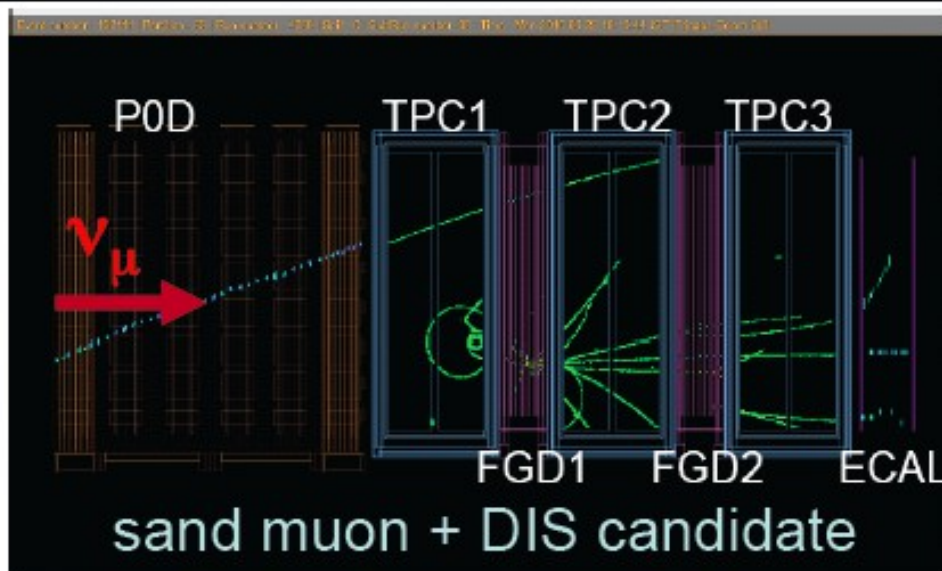 P0D TPC1 TPC2 TPC3
νμ
FGD1 FGD2 ECAL
sand muon + DIS candidate